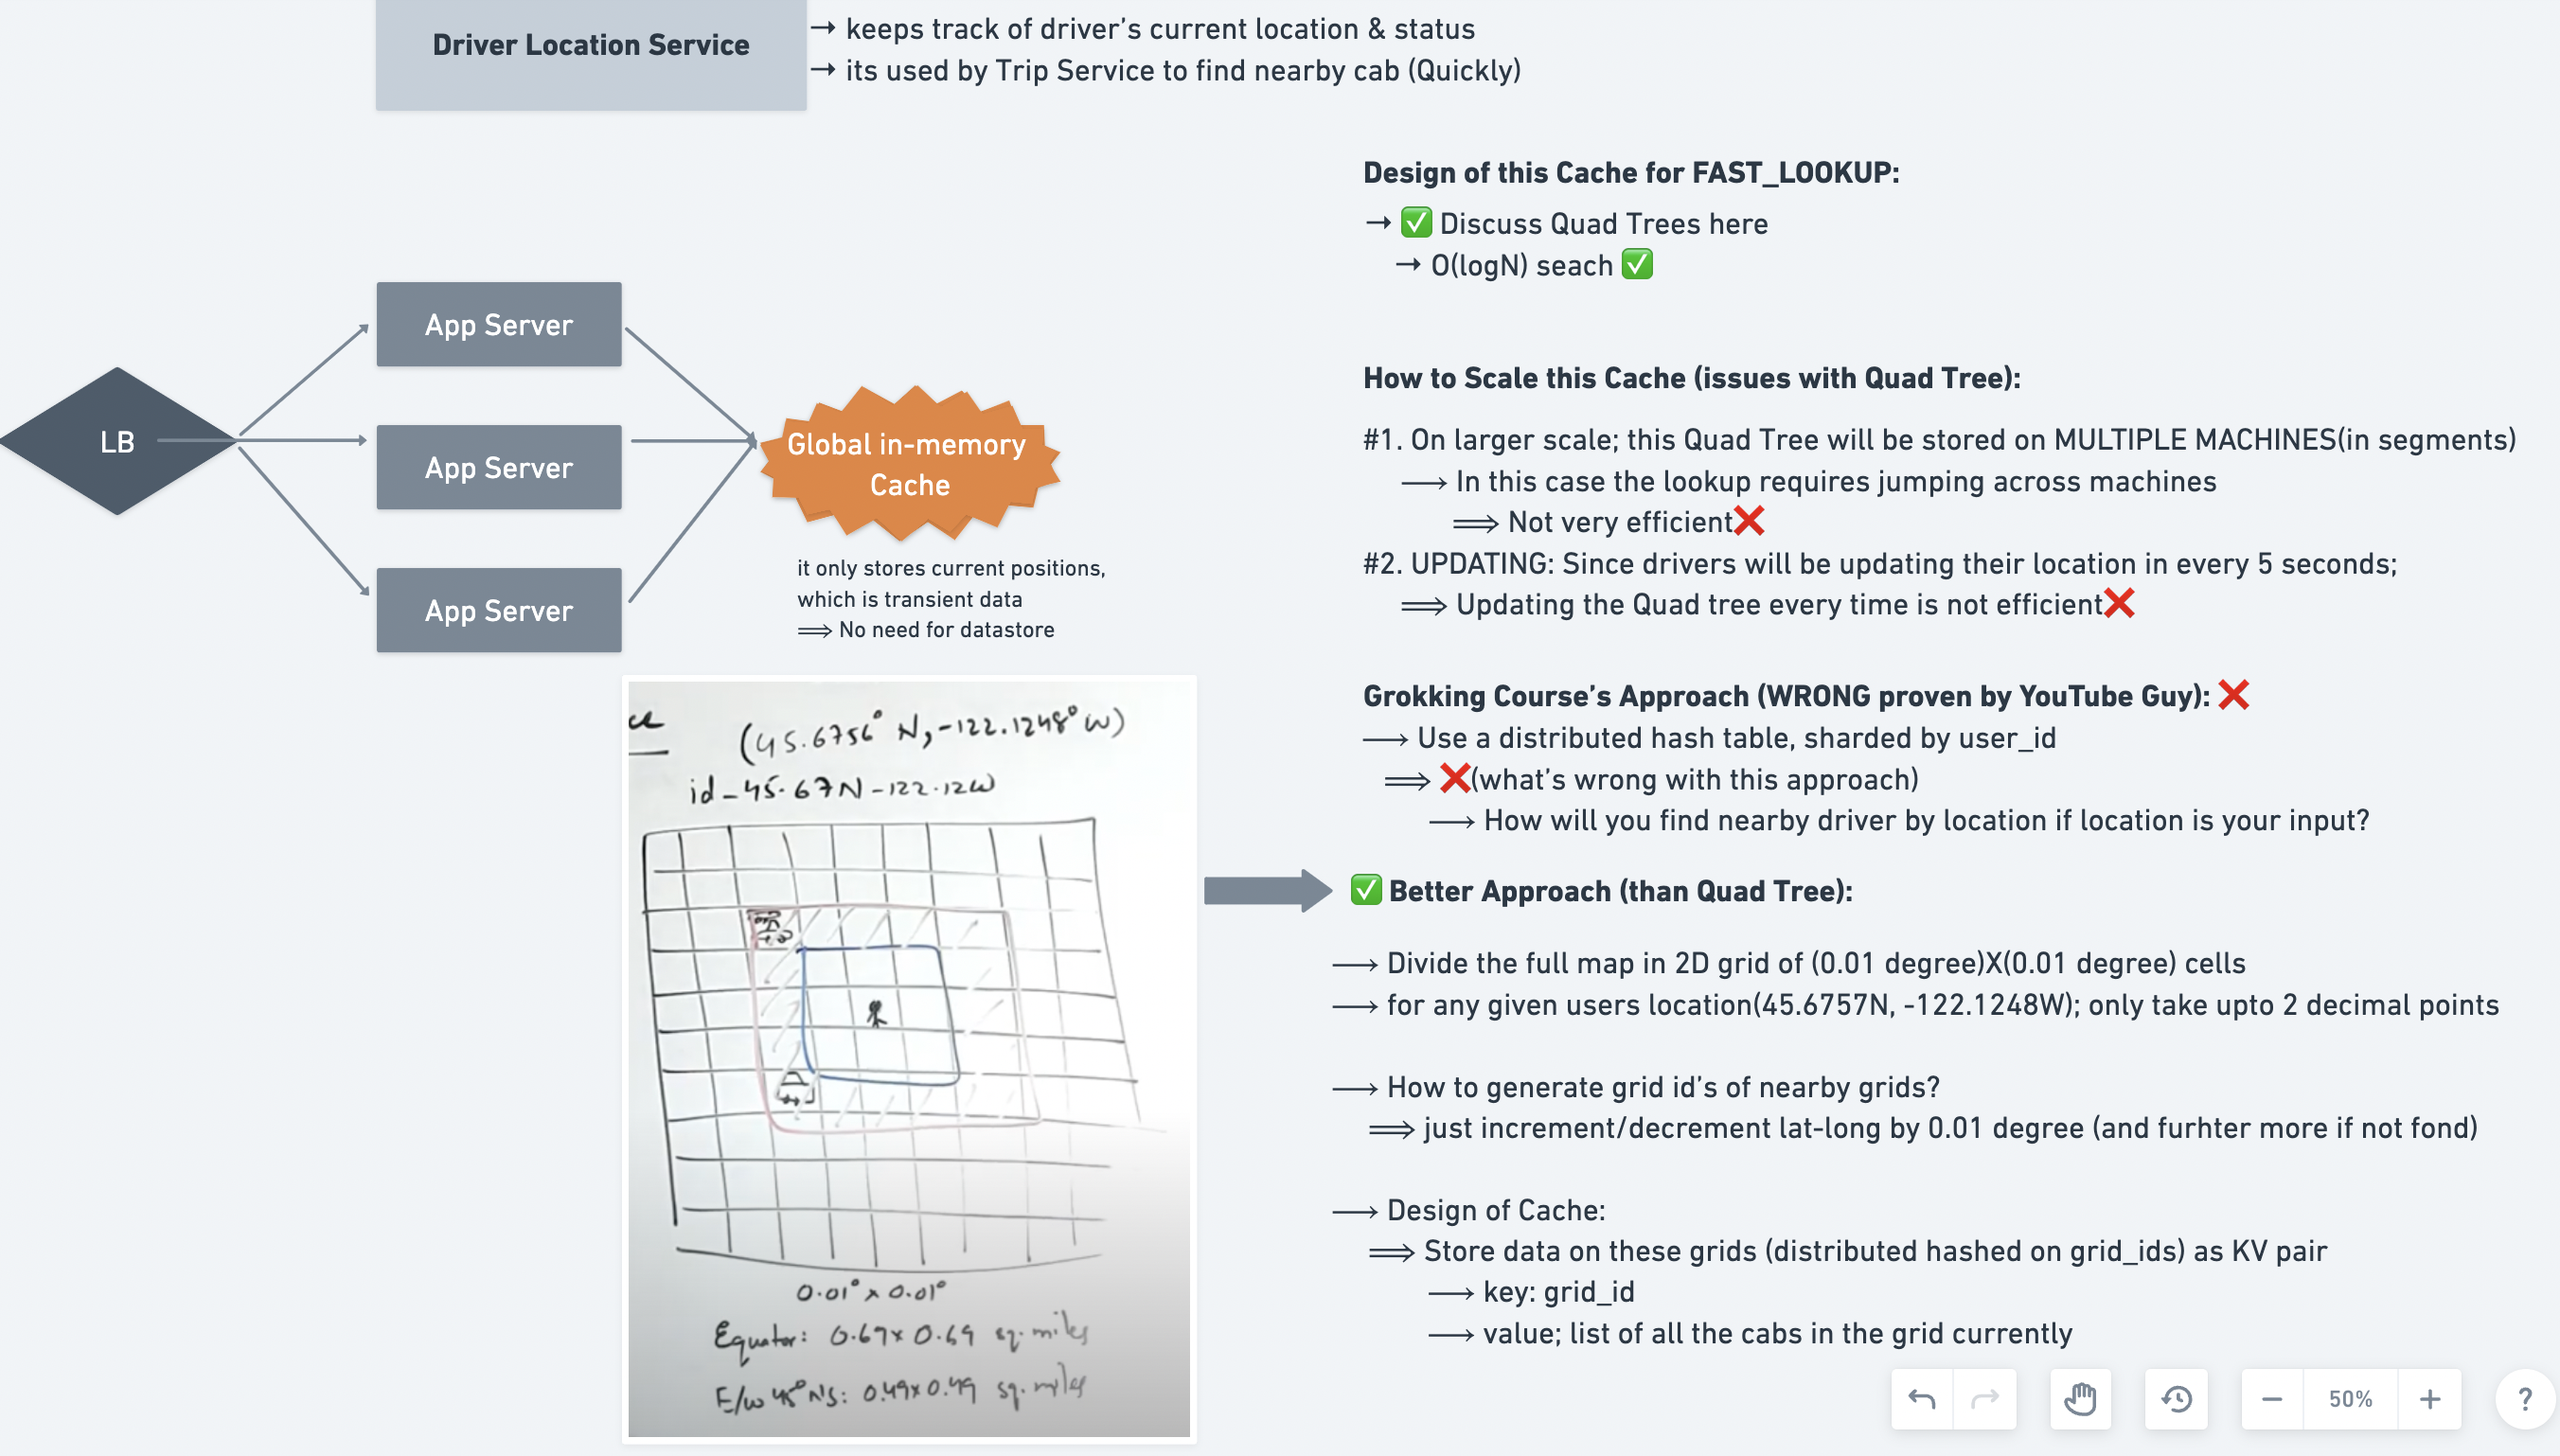 Driver Location Service
→ keeps track of driver's current location & status
→ its used by Trip Service to find nearby cab (Quickly)
LB
App Server
App Server
App Server
Global in-memory
Cache
it only stores current positions,
which is transient data
⟹ No need for datastore
(45.6756° N, -122.1248° W)
id-45.67N-122.12W
0.01° x 0.01°
Equator: 0.69 x 0.69 sq. miles
E/W 45° N/S: 0.49 x 0.49 sq. miles
Design of this Cache for FAST_LOOKUP:
→ ✅ Discuss Quad Trees here
→ O(logN) seach ✅
How to Scale this Cache (issues with Quad Tree):
#1. On larger scale; this Quad Tree will be stored on MULTIPLE MACHINES(in segments)
⟶ In this case the lookup requires jumping across machines
⟹ Not very efficient❌
#2. UPDATING: Since drivers will be updating their location in every 5 seconds;
⟹ Updating the Quad tree every time is not efficient❌
Grokking Course's Approach (WRONG proven by YouTube Guy): ❌
⟶ Use a distributed hash table, sharded by user_id
⟹ ❌(what's wrong with this approach)
⟶ How will you find nearby driver by location if location is your input?
✅ Better Approach (than Quad Tree):
⟶ Divide the full map in 2D grid of (0.01 degree)X(0.01 degree) cells
⟶ for any given users location(45.6757N, -122.1248W); only take upto 2 decimal points
⟶ How to generate grid id's of nearby grids?
⟹ just increment/decrement lat-long by 0.01 degree (and furhter more if not fond)
⟶ Design of Cache:
⟹ Store data on these grids (distributed hashed on grid_ids) as KV pair
⟶ key: grid_id
⟶ value; list of all the cabs in the grid currently
50%
?